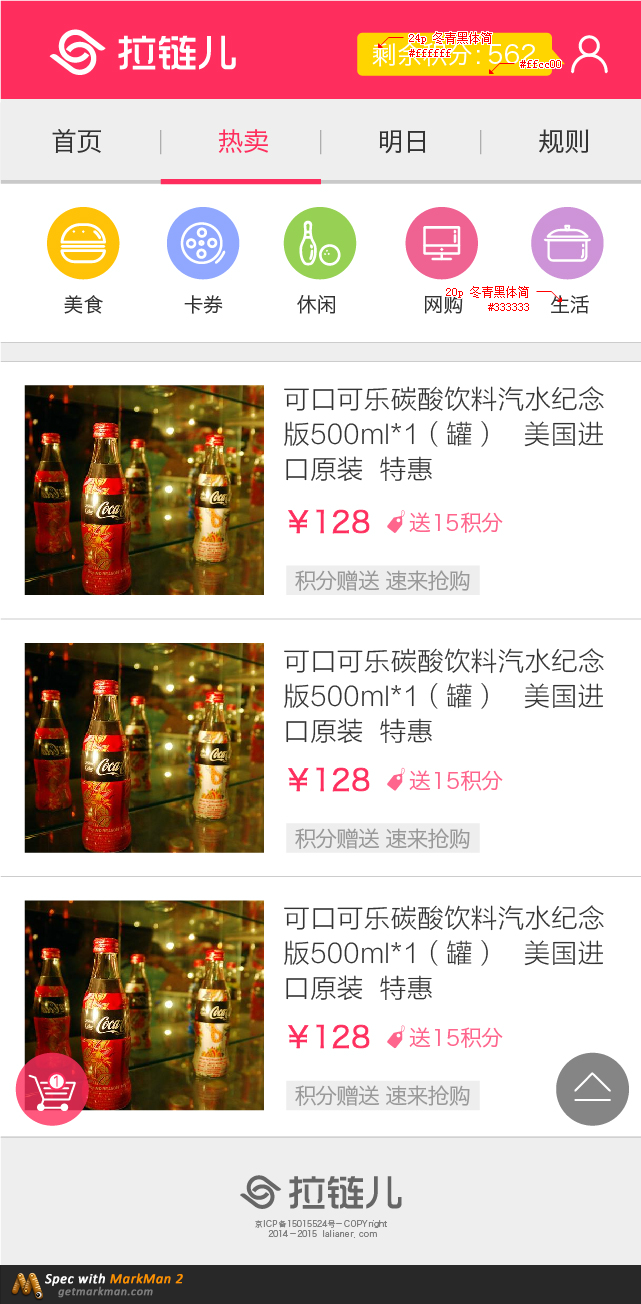 拉链儿
剩余积分：562
24p 冬青黑体简
#ffffff
#ffcc00
首页
热卖
明日
规则
美食
卡券
休闲
网购
生活
20p 冬青黑体简
#333333
可口可乐碳酸饮料汽水纪念
版500ml*1（罐） 美国进
口原装 特惠
¥128 送15积分
积分赠送 速来抢购
可口可乐碳酸饮料汽水纪念
版500ml*1（罐） 美国进
口原装 特惠
¥128 送15积分
积分赠送 速来抢购
可口可乐碳酸饮料汽水纪念
版500ml*1（罐） 美国进
口原装 特惠
¥128 送15积分
积分赠送 速来抢购
1
拉链儿
京ICP备15015524号-COPYright
2014-2015 lalianer.com
Spec with MarkMan 2
getmarkman.com